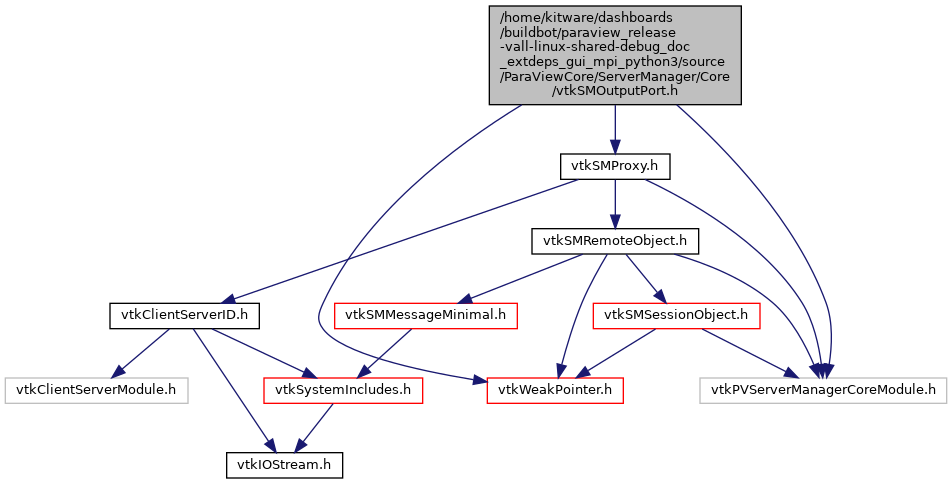 /home/kitware/dashboards
/buildbot/paraview_release
-vall-linux-shared-debug_doc
_extdeps_gui_mpi_python3/source
/ParaViewCore/ServerManager/Core
/vtkSMOutputPort.h
vtkSMProxy.h
vtkSMRemoteObject.h
vtkClientServerID.h
vtkSMMessageMinimal.h
vtkSMSessionObject.h
vtkClientServerModule.h
vtkSystemIncludes.h
vtkWeakPointer.h
vtkPVServerManagerCoreModule.h
vtkIOStream.h